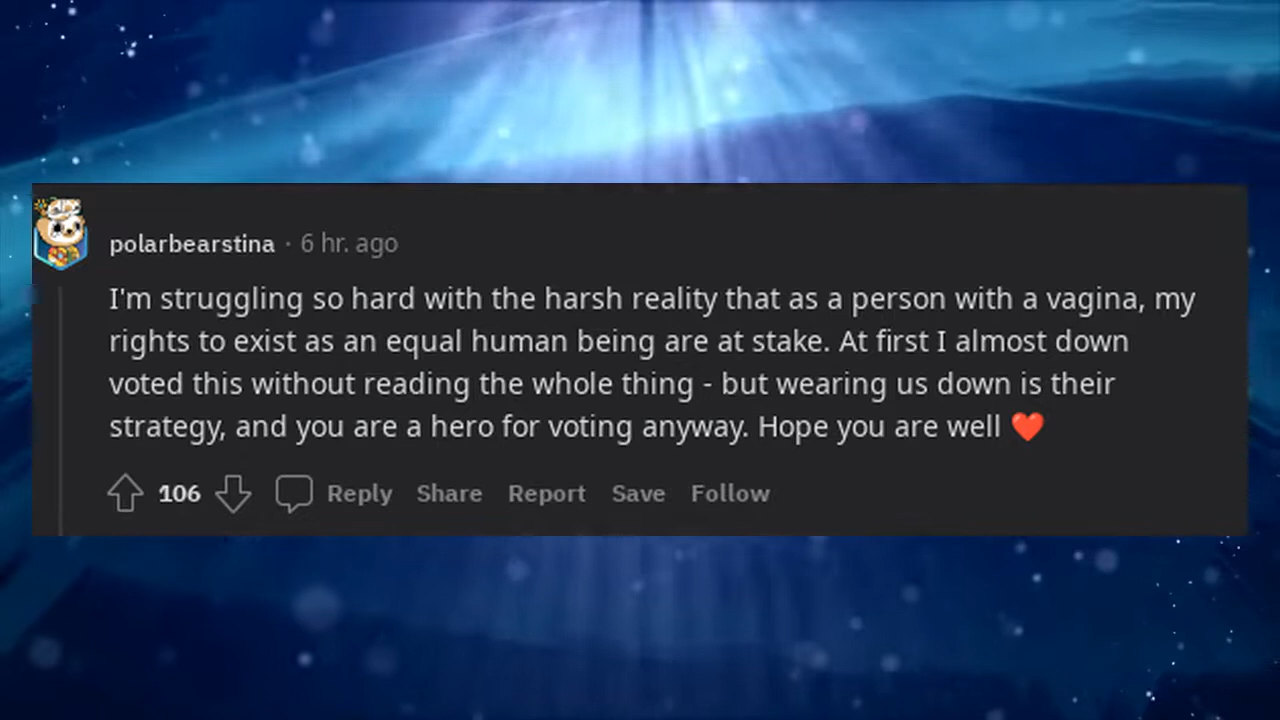 polarbearstina · 6 hr. ago
I'm struggling so hard with the harsh reality that as a person with a vagina, my
rights to exist as an equal human being are at stake. At first I almost down
voted this without reading the whole thing - but wearing us down is their
strategy, and you are a hero for voting anyway. Hope you are well ❤️
106 Reply Share Report Save Follow